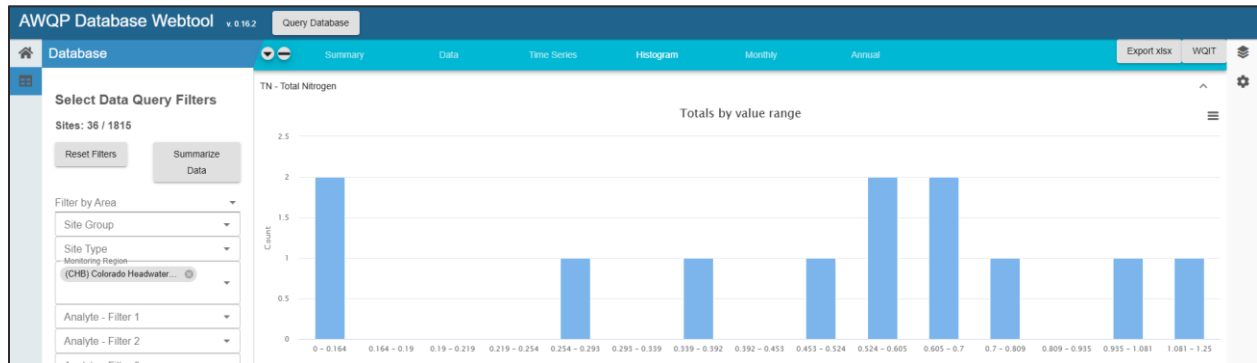 AWQP Database Webtool v. 0.16.2 Query Database
Database Summary Data Time Series Histogram Monthly Annual Export xlsx WQIT
Select Data Query Filters
Sites: 36 / 1815
Reset Filters
Summarize
Data
Filter by Area
Site Group
Site Type
Monitoring Region
(CHB) Colorado Headwater...
Analyte - Filter 1
Analyte - Filter 2
TN - Total Nitrogen
Totals by value range
Count
2.5
2
1.5
1
0.5
0
0 – 0.164 0.164 – 0.19 0.19 – 0.219 0.219 – 0.254 0.254 – 0.293 0.293 – 0.339 0.339 – 0.392 0.392 – 0.453 0.453 – 0.524 0.524 – 0.605 0.605 – 0.7 0.7 – 0.809 0.809 – 0.935 0.935 – 1.081 1.081 – 1.25